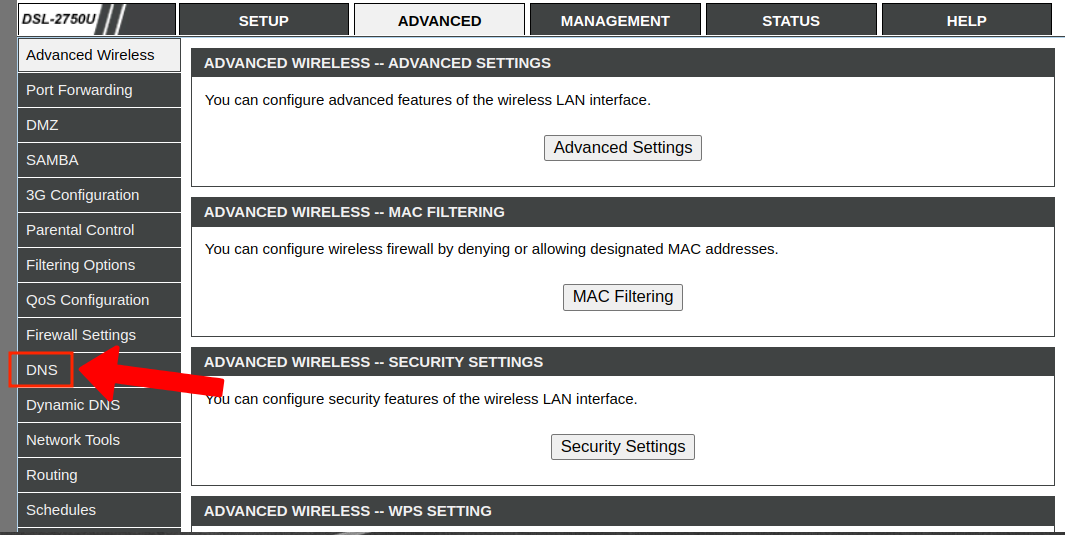 DSL-2750U
SETUP
ADVANCED
MANAGEMENT
STATUS
HELP
Advanced Wireless
Port Forwarding
DMZ
SAMBA
3G Configuration
Parental Control
Filtering Options
QoS Configuration
Firewall Settings
DNS
Dynamic DNS
Network Tools
Routing
Schedules
ADVANCED WIRELESS -- ADVANCED SETTINGS
You can configure advanced features of the wireless LAN interface.
Advanced Settings
ADVANCED WIRELESS -- MAC FILTERING
You can configure wireless firewall by denying or allowing designated MAC addresses.
MAC Filtering
ADVANCED WIRELESS -- SECURITY SETTINGS
You can configure security features of the wireless LAN interface.
Security Settings
ADVANCED WIRELESS -- WPS SETTING